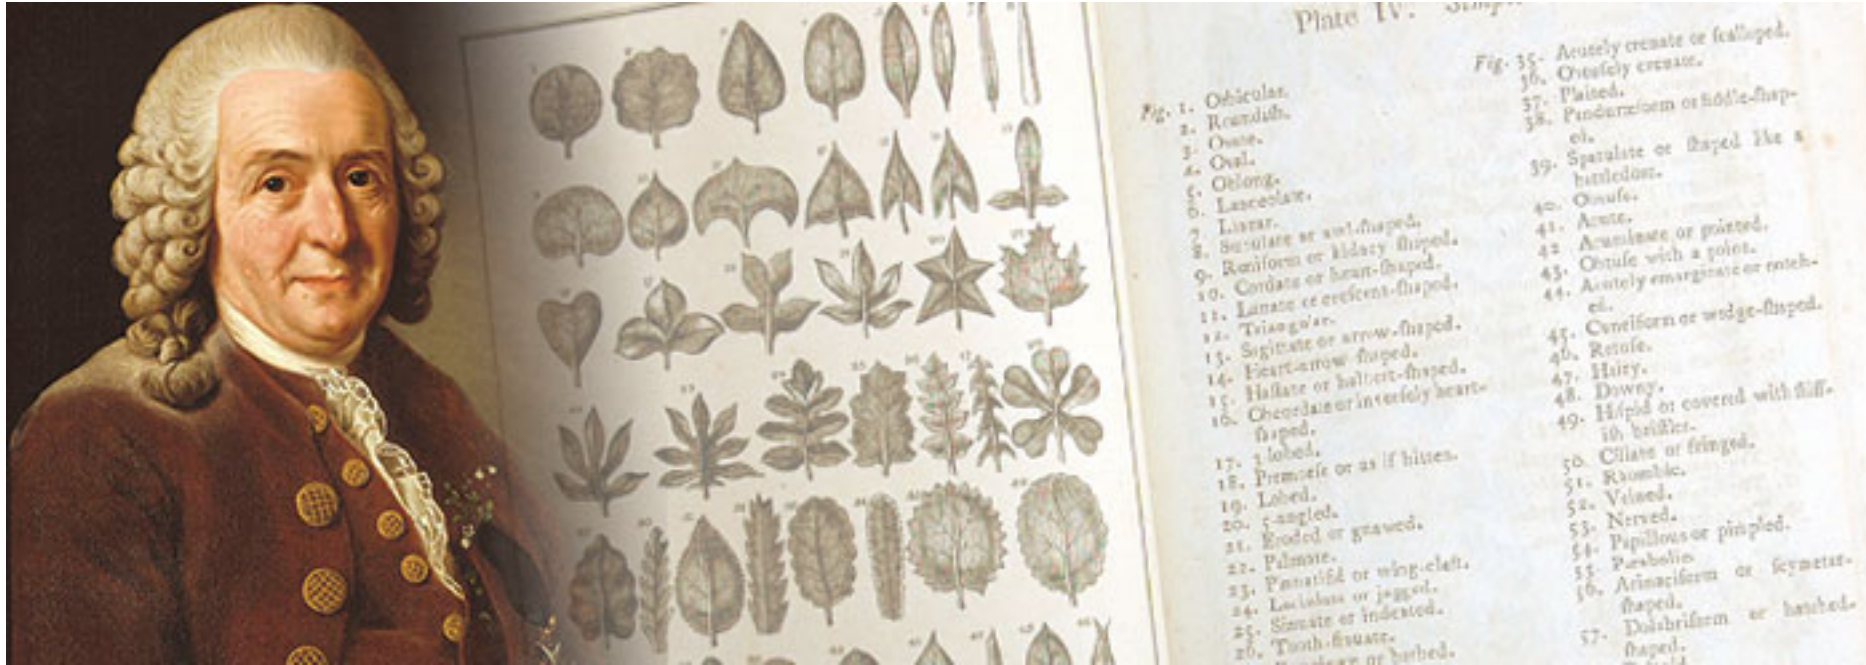 Plate IV.
Fig. 1. Orbicular.
2. Roundiſh.
3. Ovate.
4. Oval.
5. Oblong.
6. Lanceolate.
7. Linear.
8. Subulate or awl-ſhaped.
9. Reniform or kidney ſhaped.
10. Cordate or heart-ſhaped.
11. Lunate or creſcent-ſhaped.
12. Triangular.
13. Sagittate or arrow-ſhaped.
14. Heart-arrow ſhaped.
15. Haſtate or halbert-ſhaped.
16. Obcordate or inverſely heart-
ſhaped.
17. 3 lobed.
18. Premorſe or as if bitten.
19. Lobed.
20. 5-angled.
21. Eroded or gnawed.
22. Palmate.
23. Pinnatifid or wing-cleft.
24. Laciniate or jagged.
25. Sinuate or indented.
26. Tooth-ſinuate.
or barbed.
Fig. 35. Acutely crenate or ſcalloped.
36. Obtuſely crenate.
37. Plaited.
38. Panduræform or fiddle-ſhap-
ed.
39. Spatulate or ſhaped like a
battledore.
40. Obtuſe.
41. Acute.
42 Acuminate or pointed.
43. Obtuſe with a point.
44. Acutely emarginate or notch-
ed.
45. Cuneiform or wedge-ſhaped.
46. Retuſe.
47. Hairy.
48. Downy.
49. Hiſpid or covered with ſtiff-
iſh briſtles.
50. Ciliate or fringed.
51. Rhombic.
52. Veined.
53. Nerved.
54. Papillous or pimpled.
55. Parabolic.
56. Acinaciform or ſcymetar-
ſhaped.
57. Dolabriform or hatched-
ſhaped.